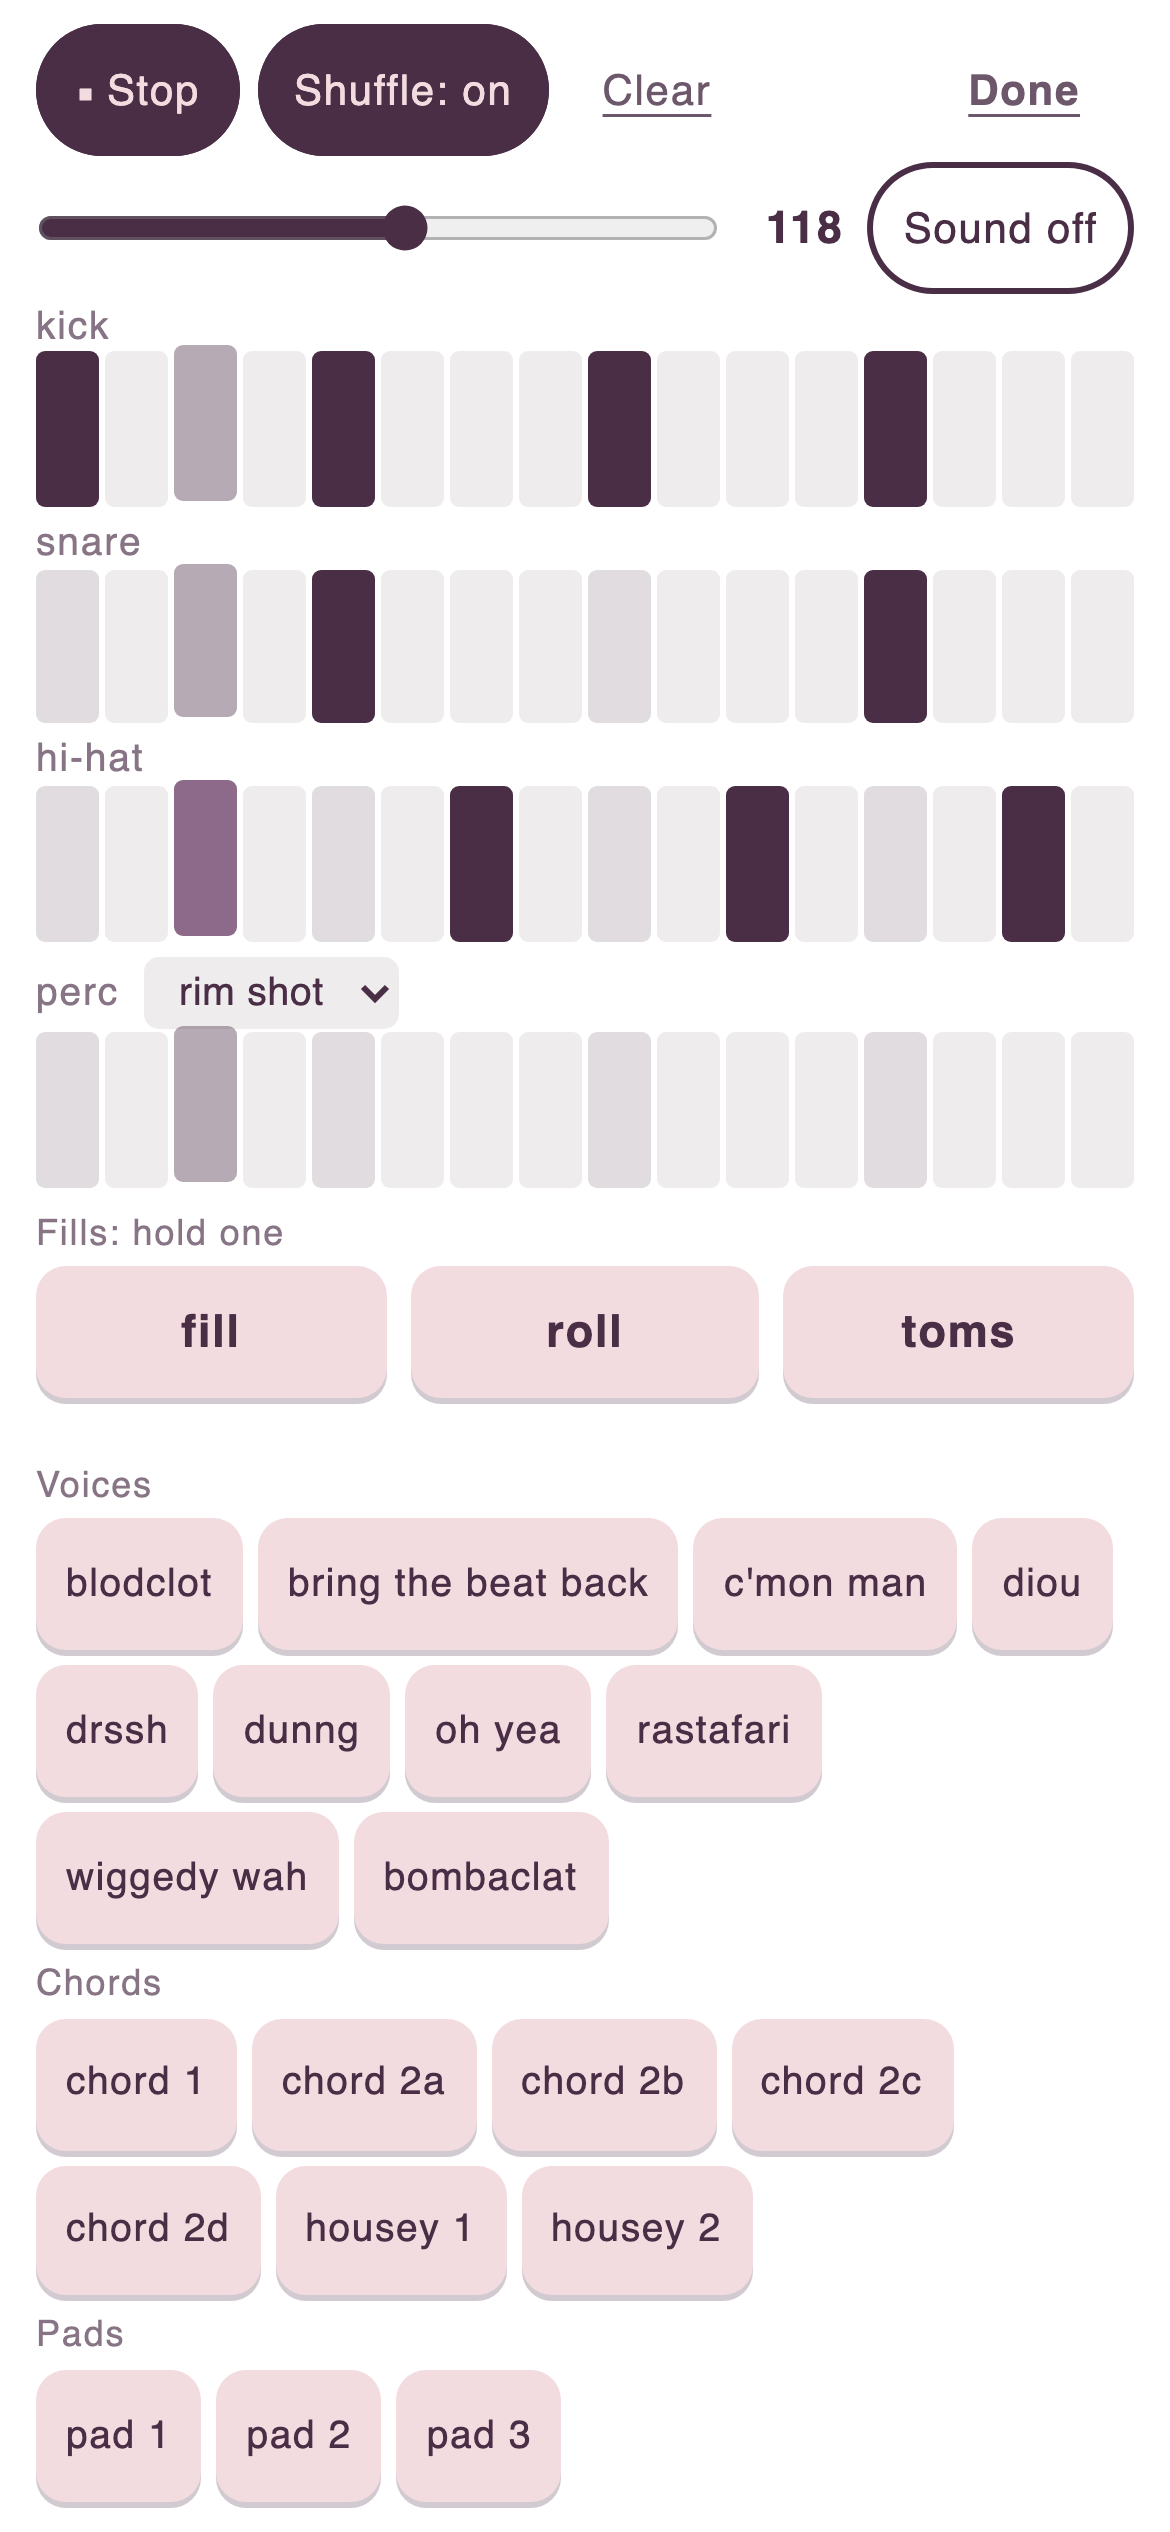 ▪ Stop Shuffle: on Clear Done
118 Sound off
kick
snare
hi-hat
perc rim shot
Fills: hold one
fill roll toms
Voices
blodclot bring the beat back c'mon man diou
drssh dunng oh yea rastafari
wiggedy wah bombaclat
Chords
chord 1 chord 2a chord 2b chord 2c
chord 2d housey 1 housey 2
Pads
pad 1 pad 2 pad 3